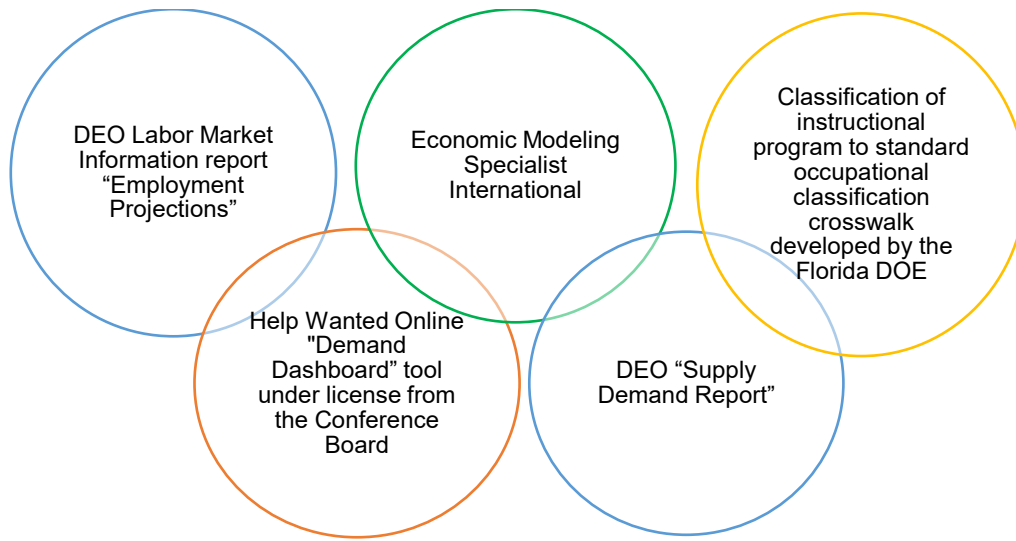 DEO Labor Market
Information report
“Employment
Projections”
Economic Modeling
Specialist
International
Classification of
instructional
program to standard
occupational
classification
crosswalk
developed by the
Florida DOE
Help Wanted Online
"Demand
Dashboard” tool
under license from
the Conference
Board
DEO “Supply
Demand Report”